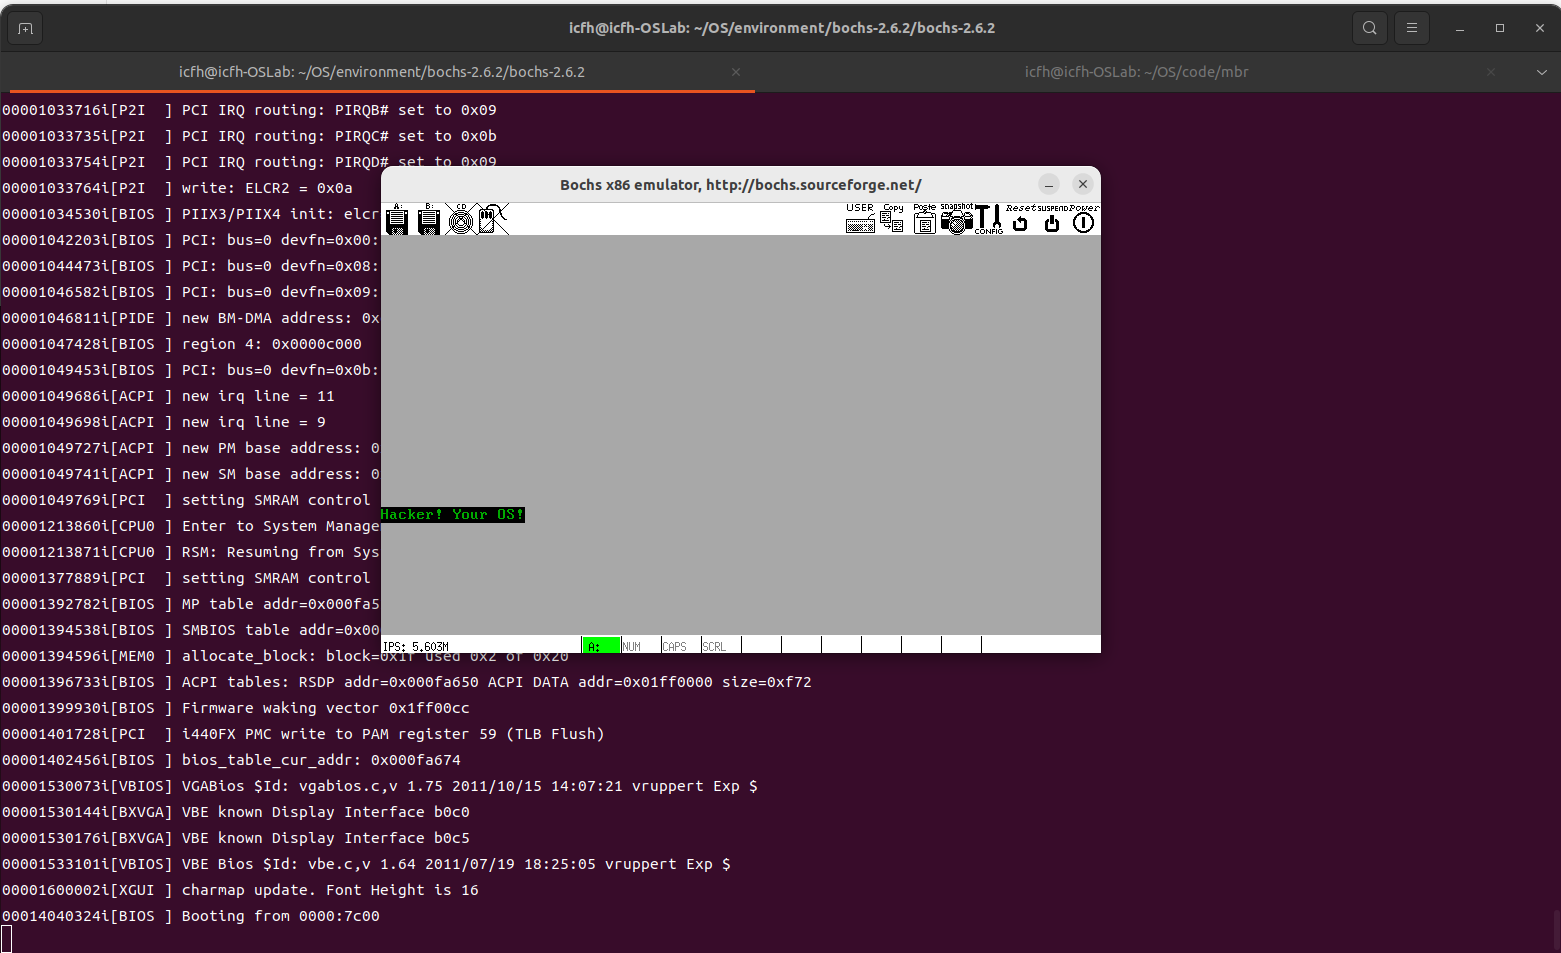 icfh@icfh-OSLab: ~/OS/environment/bochs-2.6.2/bochs-2.6.2
icfh@icfh-OSLab: ~/OS/environment/bochs-2.6.2/bochs-2.6.2
icfh@icfh-OSLab: ~/OS/code/mbr
00001033716i[P2I  ] PCI IRQ routing: PIRQB# set to 0x09
00001033735i[P2I  ] PCI IRQ routing: PIRQC# set to 0x0b
00001033754i[P2I  ] PCI IRQ routing: PIRQD# set to 0x09
00001033764i[P2I  ] write: ELCR2 = 0x0a
00001034530i[BIOS ] PIIX3/PIIX4 init: elcr
00001042203i[BIOS ] PCI: bus=0 devfn=0x00:
00001044473i[BIOS ] PCI: bus=0 devfn=0x08:
00001046582i[BIOS ] PCI: bus=0 devfn=0x09:
00001046811i[PIDE ] new BM-DMA address: 0x
00001047428i[BIOS ] region 4: 0x0000c000
00001049453i[BIOS ] PCI: bus=0 devfn=0x0b:
00001049686i[ACPI ] new irq line = 11
00001049698i[ACPI ] new irq line = 9
00001049727i[ACPI ] new PM base address: 0
00001049741i[ACPI ] new SM base address: 0
00001049769i[PCI  ] setting SMRAM control
00001213860i[CPU0 ] Enter to System Manage
00001213871i[CPU0 ] RSM: Resuming from Sys
00001377889i[PCI  ] setting SMRAM control
00001392782i[BIOS ] MP table addr=0x000fa5
00001394538i[BIOS ] SMBIOS table addr=0x00
00001394596i[MEM0 ] allocate_block: block=0x1f used 0x2 of 0x20
00001396733i[BIOS ] ACPI tables: RSDP addr=0x000fa650 ACPI DATA addr=0x01ff0000 size=0xf72
00001399930i[BIOS ] Firmware waking vector 0x1ff00cc
00001401728i[PCI  ] i440FX PMC write to PAM register 59 (TLB Flush)
00001402456i[BIOS ] bios_table_cur_addr: 0x000fa674
00001530073i[VBIOS] VGABios $Id: vgabios.c,v 1.75 2011/10/15 14:07:21 vruppert Exp $
00001530144i[BXVGA] VBE known Display Interface b0c0
00001530176i[BXVGA] VBE known Display Interface b0c5
00001533101i[VBIOS] VBE Bios $Id: vbe.c,v 1.64 2011/07/19 18:25:05 vruppert Exp $
00001600002i[XGUI ] charmap update. Font Height is 16
00014040324i[BIOS ] Booting from 0000:7c00
Bochs x86 emulator, http://bochs.sourceforge.net/
A: B: CD USER Copy Paste snapshot CONFIG Reset SUSPEND Power
Hacker! Your OS!
IPS: 5.603M A: NUM CAPS SCRL